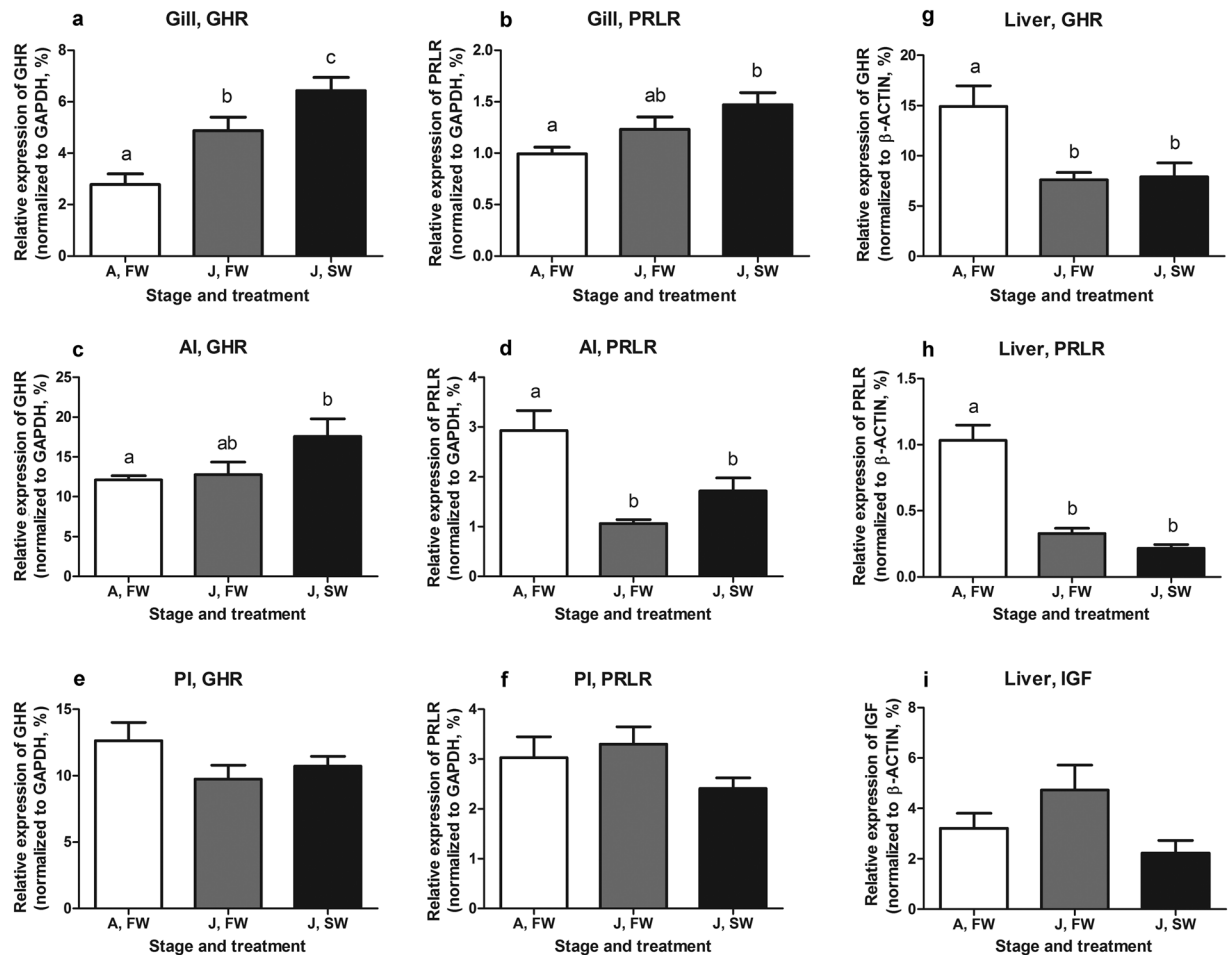 a
Gill, GHR
Relative expression of GHR
(normalized to GAPDH, %)
8
6
4
2
0
a
b
c
A, FW
J, FW
J, SW
Stage and treatment
b
Gill, PRLR
Relative expression of PRLR
(normalized to GAPDH, %)
2.0
1.5
1.0
0.5
0.0
a
ab
b
A, FW
J, FW
J, SW
Stage and treatment
g
Liver, GHR
Relative expression of GHR
(normalized to β-ACTIN, %)
20
15
10
5
0
a
b
b
A, FW
J, FW
J, SW
Stage and treatment
c
AI, GHR
Relative expression of GHR
(normalized to GAPDH, %)
25
20
15
10
5
0
a
ab
b
A, FW
J, FW
J, SW
Stage and treatment
d
AI, PRLR
Relative expression of PRLR
(normalized to GAPDH, %)
4
3
2
1
0
a
b
b
A, FW
J, FW
J, SW
Stage and treatment
h
Liver, PRLR
Relative expression of PRLR
(normalized to β-ACTIN, %)
1.5
1.0
0.5
0.0
a
b
b
A, FW
J, FW
J, SW
Stage and treatment
e
PI, GHR
Relative expression of GHR
(normalized to GAPDH, %)
15
10
5
0
A, FW
J, FW
J, SW
Stage and treatment
f
PI, PRLR
Relative expression of PRLR
(normalized to GAPDH, %)
4
3
2
1
0
A, FW
J, FW
J, SW
Stage and treatment
i
Liver, IGF
Relative expression of IGF
(normalized to β-ACTIN, %)
8
6
4
2
0
A, FW
J, FW
J, SW
Stage and treatment